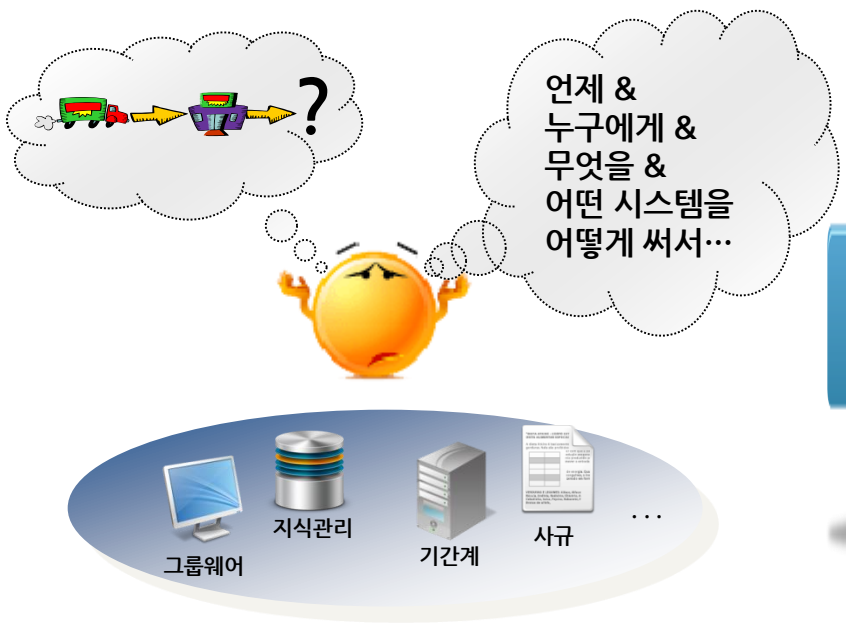 ?
언제 &
누구에게 &
무엇을 &
어떤 시스템을
어떻게 써서…
그룹웨어
지식관리
기간계
사규
...